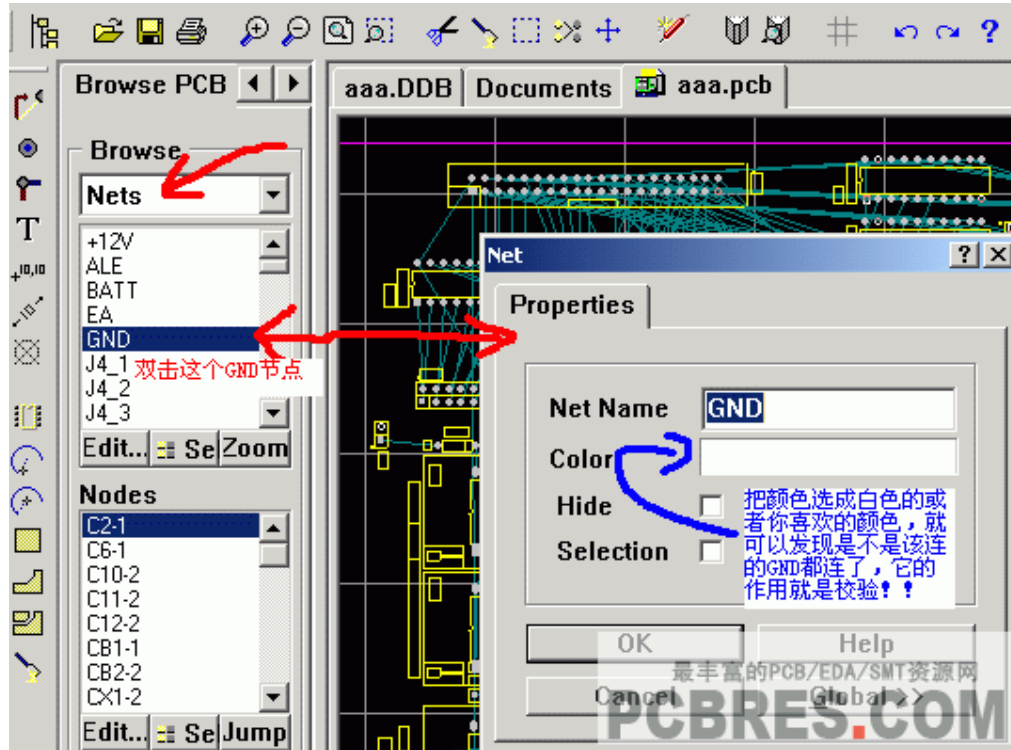 Browse PCB
aaa.DDB
Documents
aaa.pcb
Browse
Nets
+12V
ALE
BATT
EA
GND
J4_1
J4_2
J4_3
双击这个GND节点
Edit...
Se
Zoom
Nodes
C2-1
C6-1
C10-2
C11-2
C12-2
CB1-1
CB2-2
CX1-2
Edit...
Se
Jump
T
+10,10
Net
Properties
Net Name
GND
Color
Hide
Selection
把颜色选成白色的或
者你喜欢的颜色，就
可以发现是不是该连
的GND都连了，它的
作用就是校验！！
OK
Help
Cancel
Global >>
最丰富的PCB/EDA/SMT资源网
PCBRES.COM